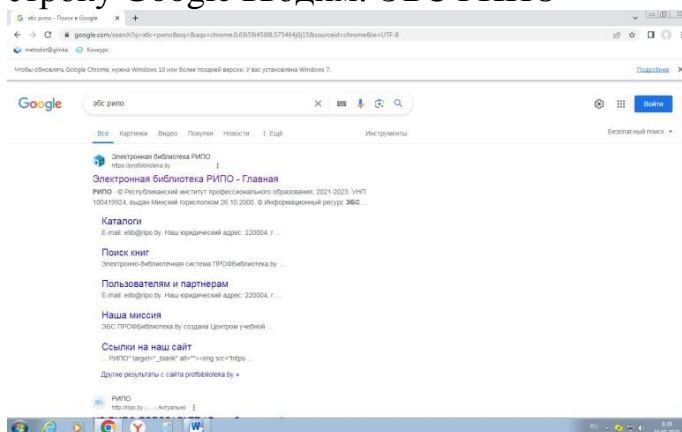 строку Google вводим: ЭБС РИПО
эбс рипо - Поиск в Google
google.com/search?q=эбс+рипо&oq=
metodist@glinka
Конкурс
Чтобы обновлять Google Chrome, нужна Windows 10 или более поздней версии. У вас установлена Windows 7.
Подробнее
Google
эбс рипо
Войти
Все Картинки Видео Покупки Новости Ещё Инструменты
Безопасный поиск
Электронная библиотека РИПО
https://profbiblioteka.by
Электронная библиотека РИПО - Главная
РИПО · © Республиканский институт профессионального образования, 2021-2023. УНП
100419924, выдан Минский горисполком 26.10.2000. © Информационный ресурс ЭБС ...
Каталоги
E-mail: elib@ripo.by. Наш юридический адрес: 220004, г ...
Поиск книг
Электронно-библиотечная система ПРОФБиблиотека.by ...
Пользователям и партнерам
E-mail: elib@ripo.by. Наш юридический адрес: 220004, г ...
Наша миссия
ЭБС ПРОФБиблиотека.by создана Центром учебной ...
Ссылки на наш сайт
... РИПО" target="_blank" alt=""><img src="https ...
Другие результаты с сайта profbiblioteka.by »
РИПО
http://ripo.by › ... › Актуально
RU